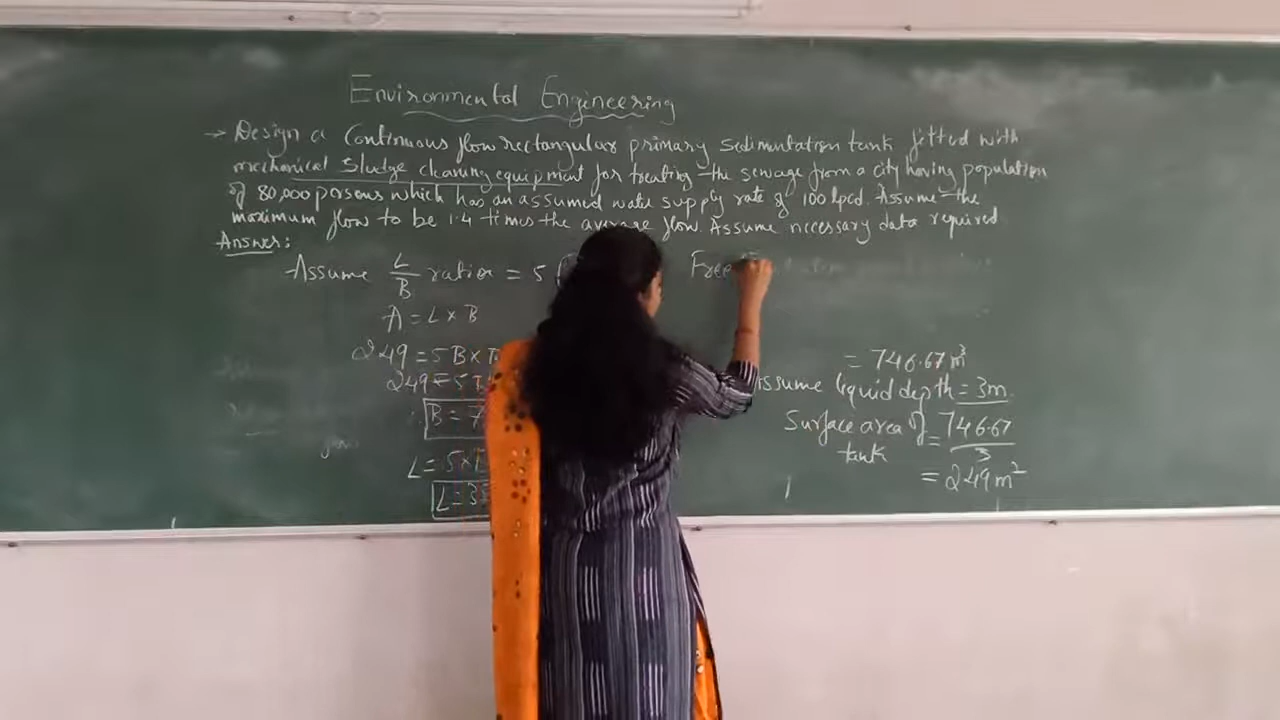 Environmental Engineering
→ Design a Continuous flow rectangular primary sedimentation tank fitted with
mechanical Sludge cleaning equipment for treating the sewage from a city having population
of 80,000 persons which has an assumed water supply rate of 100 lpcd. Assume the
maximum flow to be 1.4 times the average flow. Assume necessary data required
Answer:
Assume L/B ratio = 5
A = L × B
249 = 5B ×
249 = 5
B = 7
L = 5×
L = 3
Free
= 746.67 m³
Assume liquid depth = 3m.
Surface area of tank = 746.67/3
= 249 m²